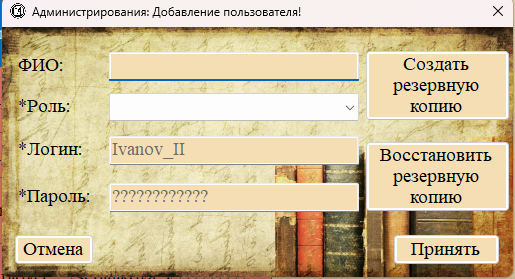 Администрирования: Добавление пользователя!
ФИО:
*Роль:
*Логин:
Ivanov_II
*Пароль:
????????????
Создать
резервную
копию
Восстановить
резервную
копию
Отмена
Принять